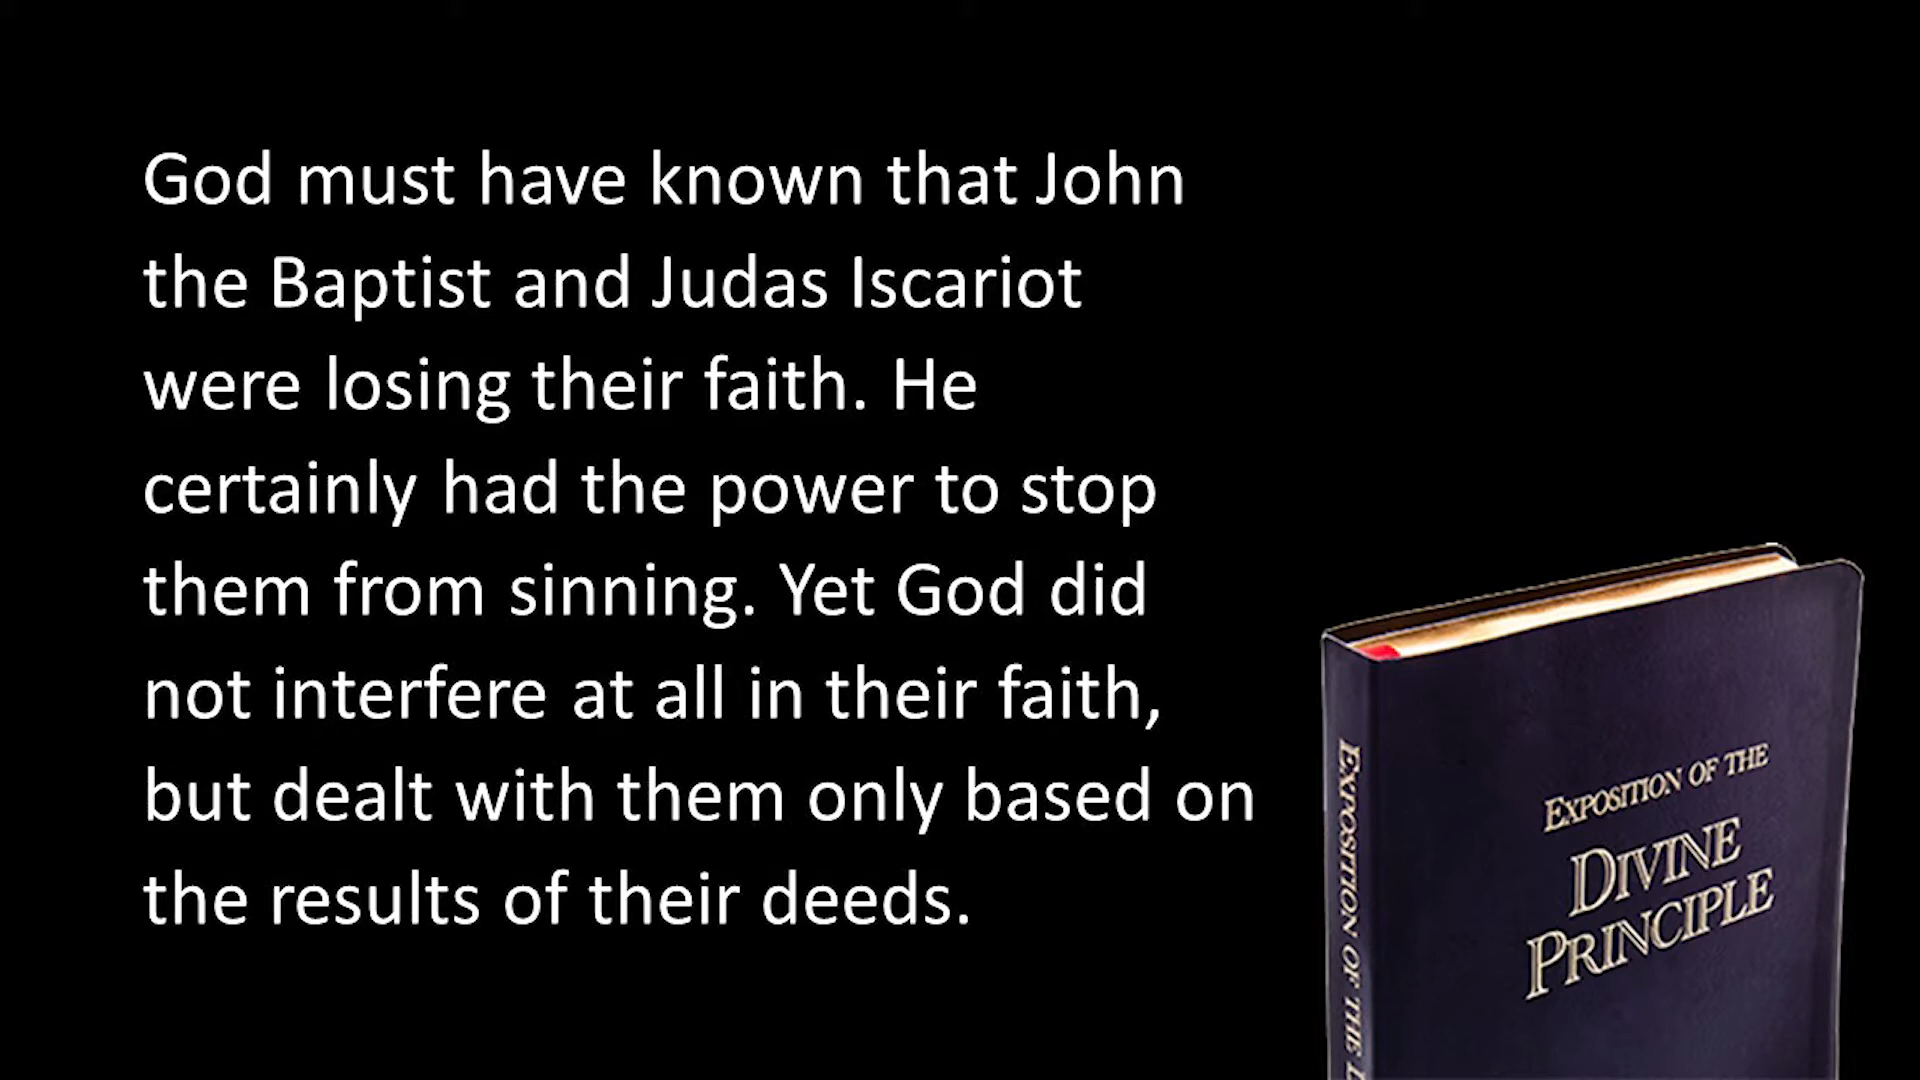 God must have known that John
the Baptist and Judas Iscariot
were losing their faith. He
certainly had the power to stop
them from sinning. Yet God did
not interfere at all in their faith,
but dealt with them only based on
the results of their deeds.
EXPOSITION OF THE
DIVINE
PRINCIPLE
EXPOSITION OF THE